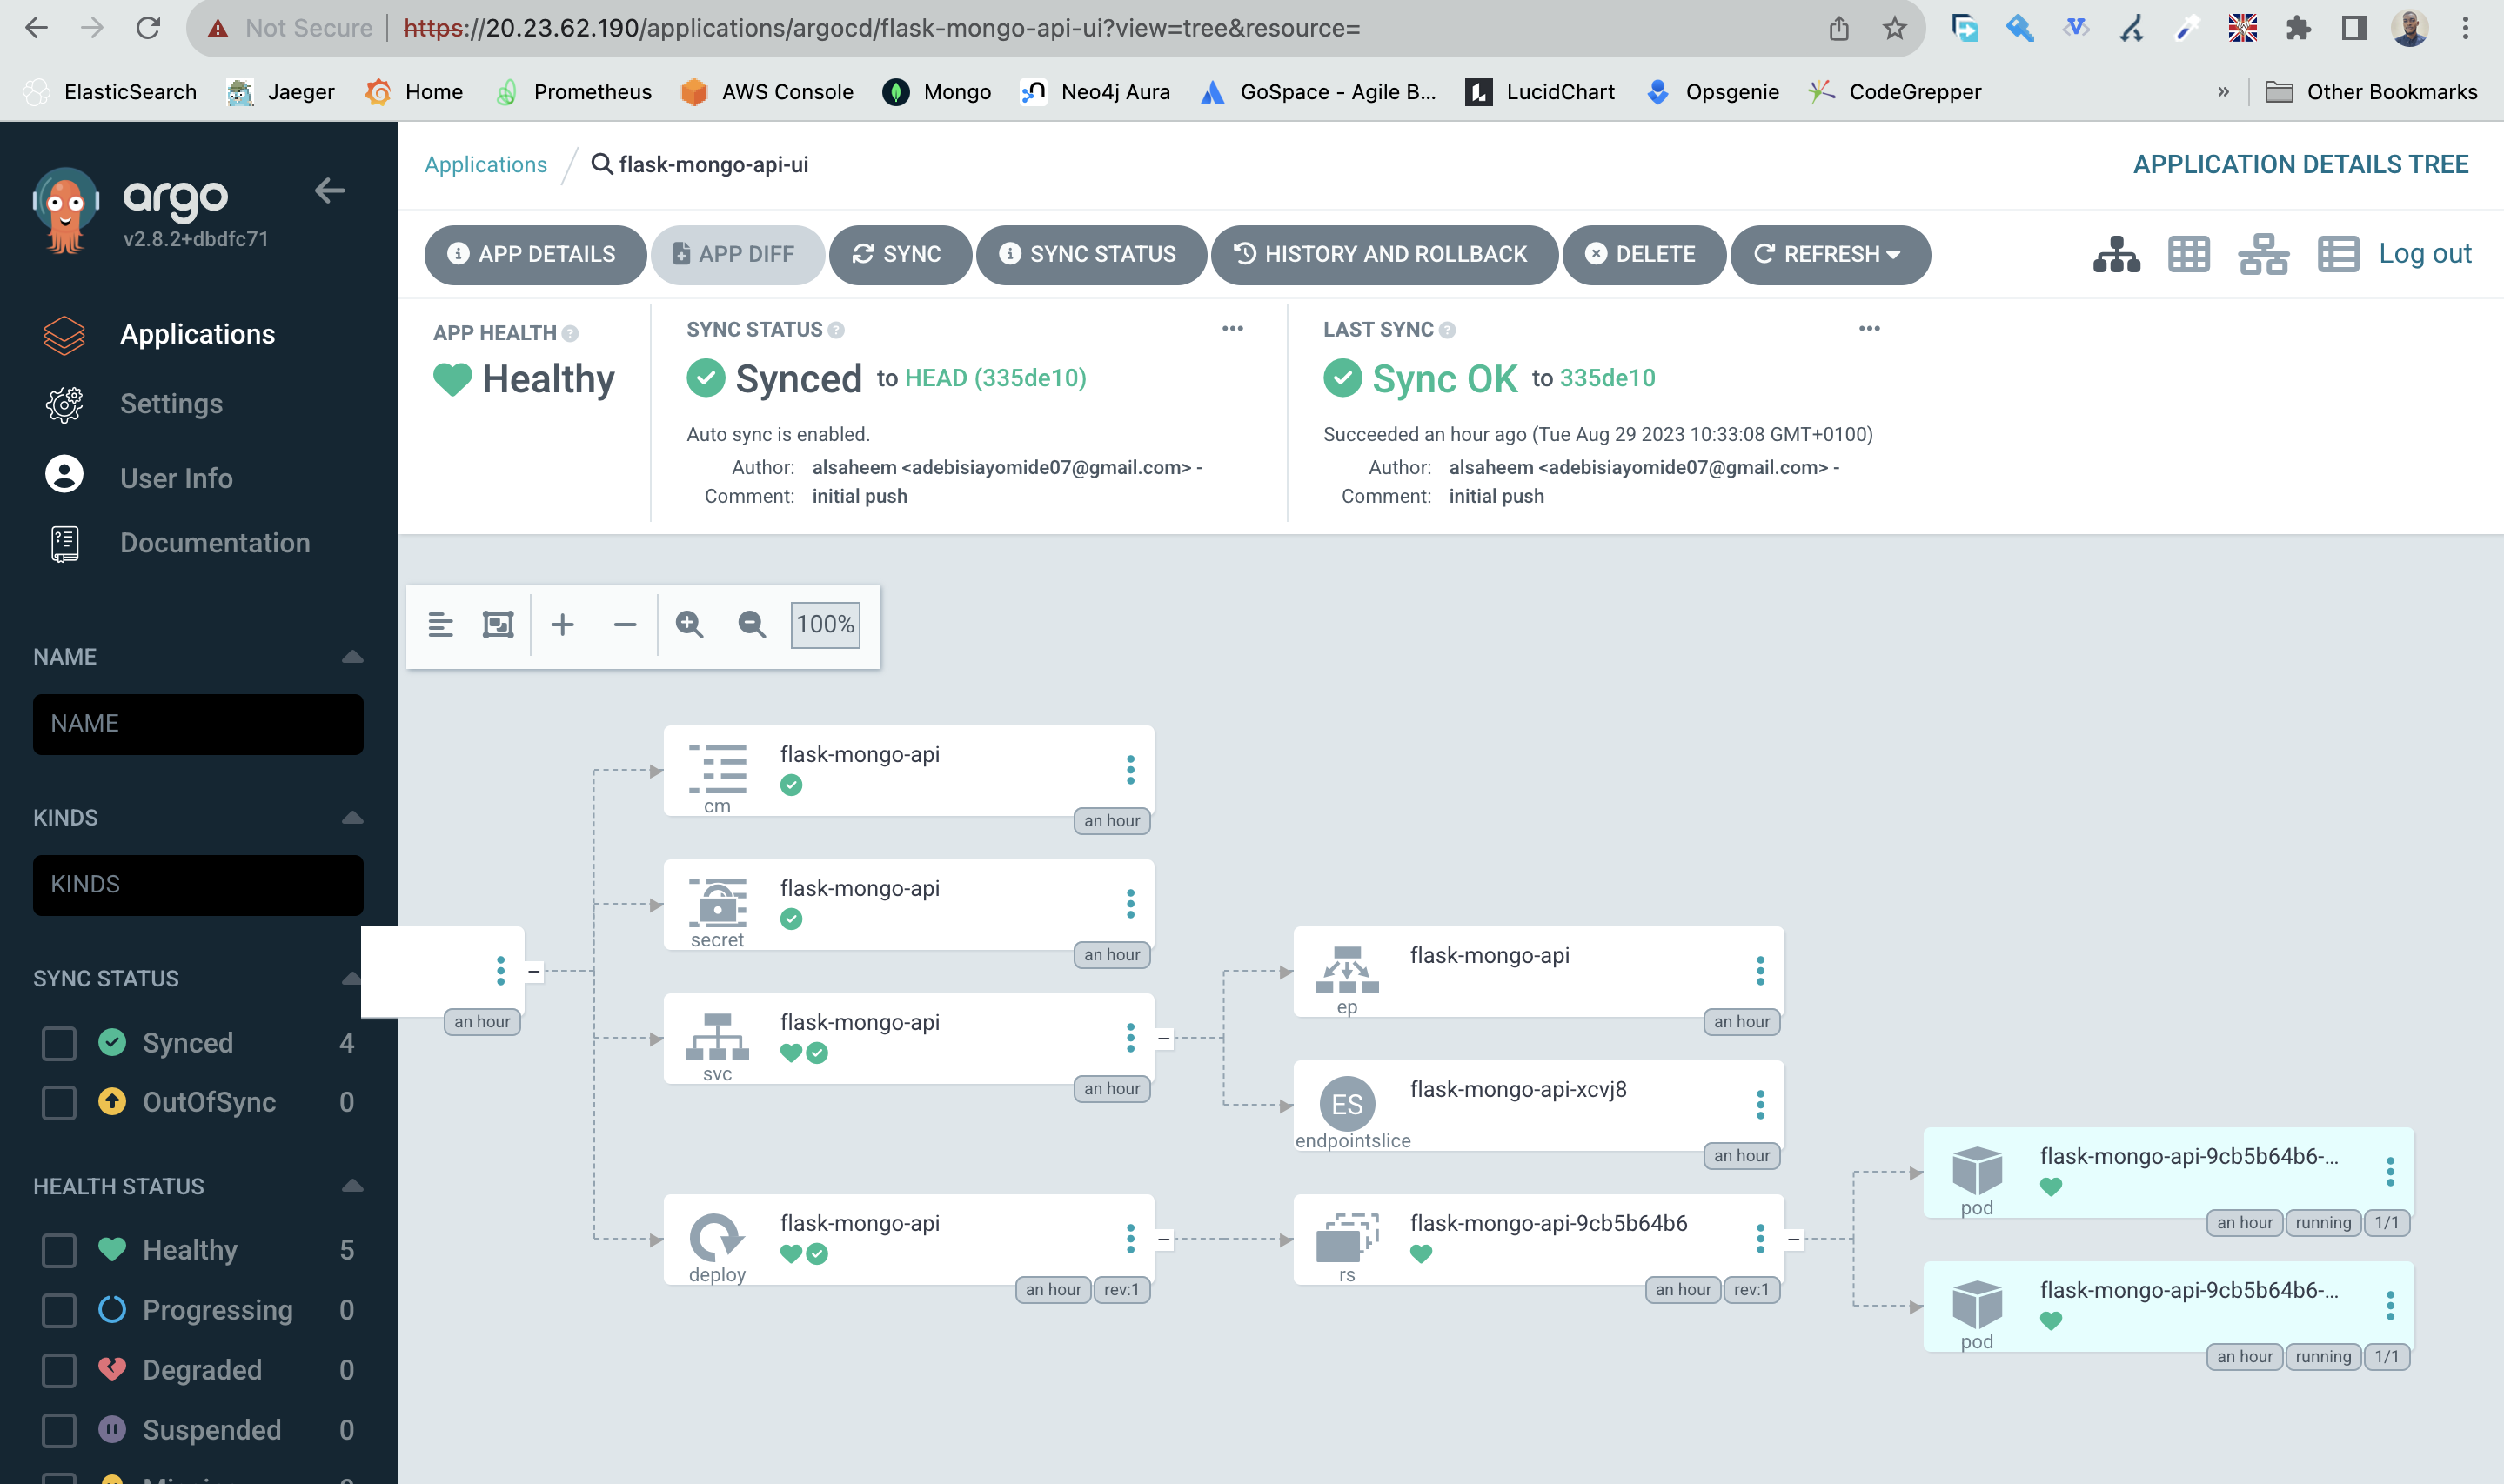 Not Secure https://20.23.62.190/applications/argocd/flask-mongo-api-ui?view=tree&resource=
ElasticSearch Jaeger Home Prometheus AWS Console Mongo Neo4j Aura GoSpace - Agile B... LucidChart Opsgenie CodeGrepper » Other Bookmarks
argo
v2.8.2+dbdfc71
Applications
Settings
User Info
Documentation
NAME
NAME
KINDS
KINDS
SYNC STATUS
Synced 4
OutOfSync 0
HEALTH STATUS
Healthy 5
Progressing 0
Degraded 0
Suspended 0
Applications / flask-mongo-api-ui
APPLICATION DETAILS TREE
APP DETAILS APP DIFF SYNC SYNC STATUS HISTORY AND ROLLBACK DELETE REFRESH Log out
APP HEALTH
Healthy
SYNC STATUS
Synced to HEAD (335de10)
Auto sync is enabled.
Author: alsaheem <adebisiayomide07@gmail.com> -
Comment: initial push
LAST SYNC
Sync OK to 335de10
Succeeded an hour ago (Tue Aug 29 2023 10:33:08 GMT+0100)
Author: alsaheem <adebisiayomide07@gmail.com> -
Comment: initial push
100%
an hour
flask-mongo-api
cm
an hour
flask-mongo-api
secret
an hour
flask-mongo-api
svc
an hour
flask-mongo-api
deploy
an hour rev:1
flask-mongo-api
ep
an hour
ES
flask-mongo-api-xcvj8
endpointslice
an hour
flask-mongo-api-9cb5b64b6
rs
an hour rev:1
flask-mongo-api-9cb5b64b6-...
pod
an hour running 1/1
flask-mongo-api-9cb5b64b6-...
pod
an hour running 1/1